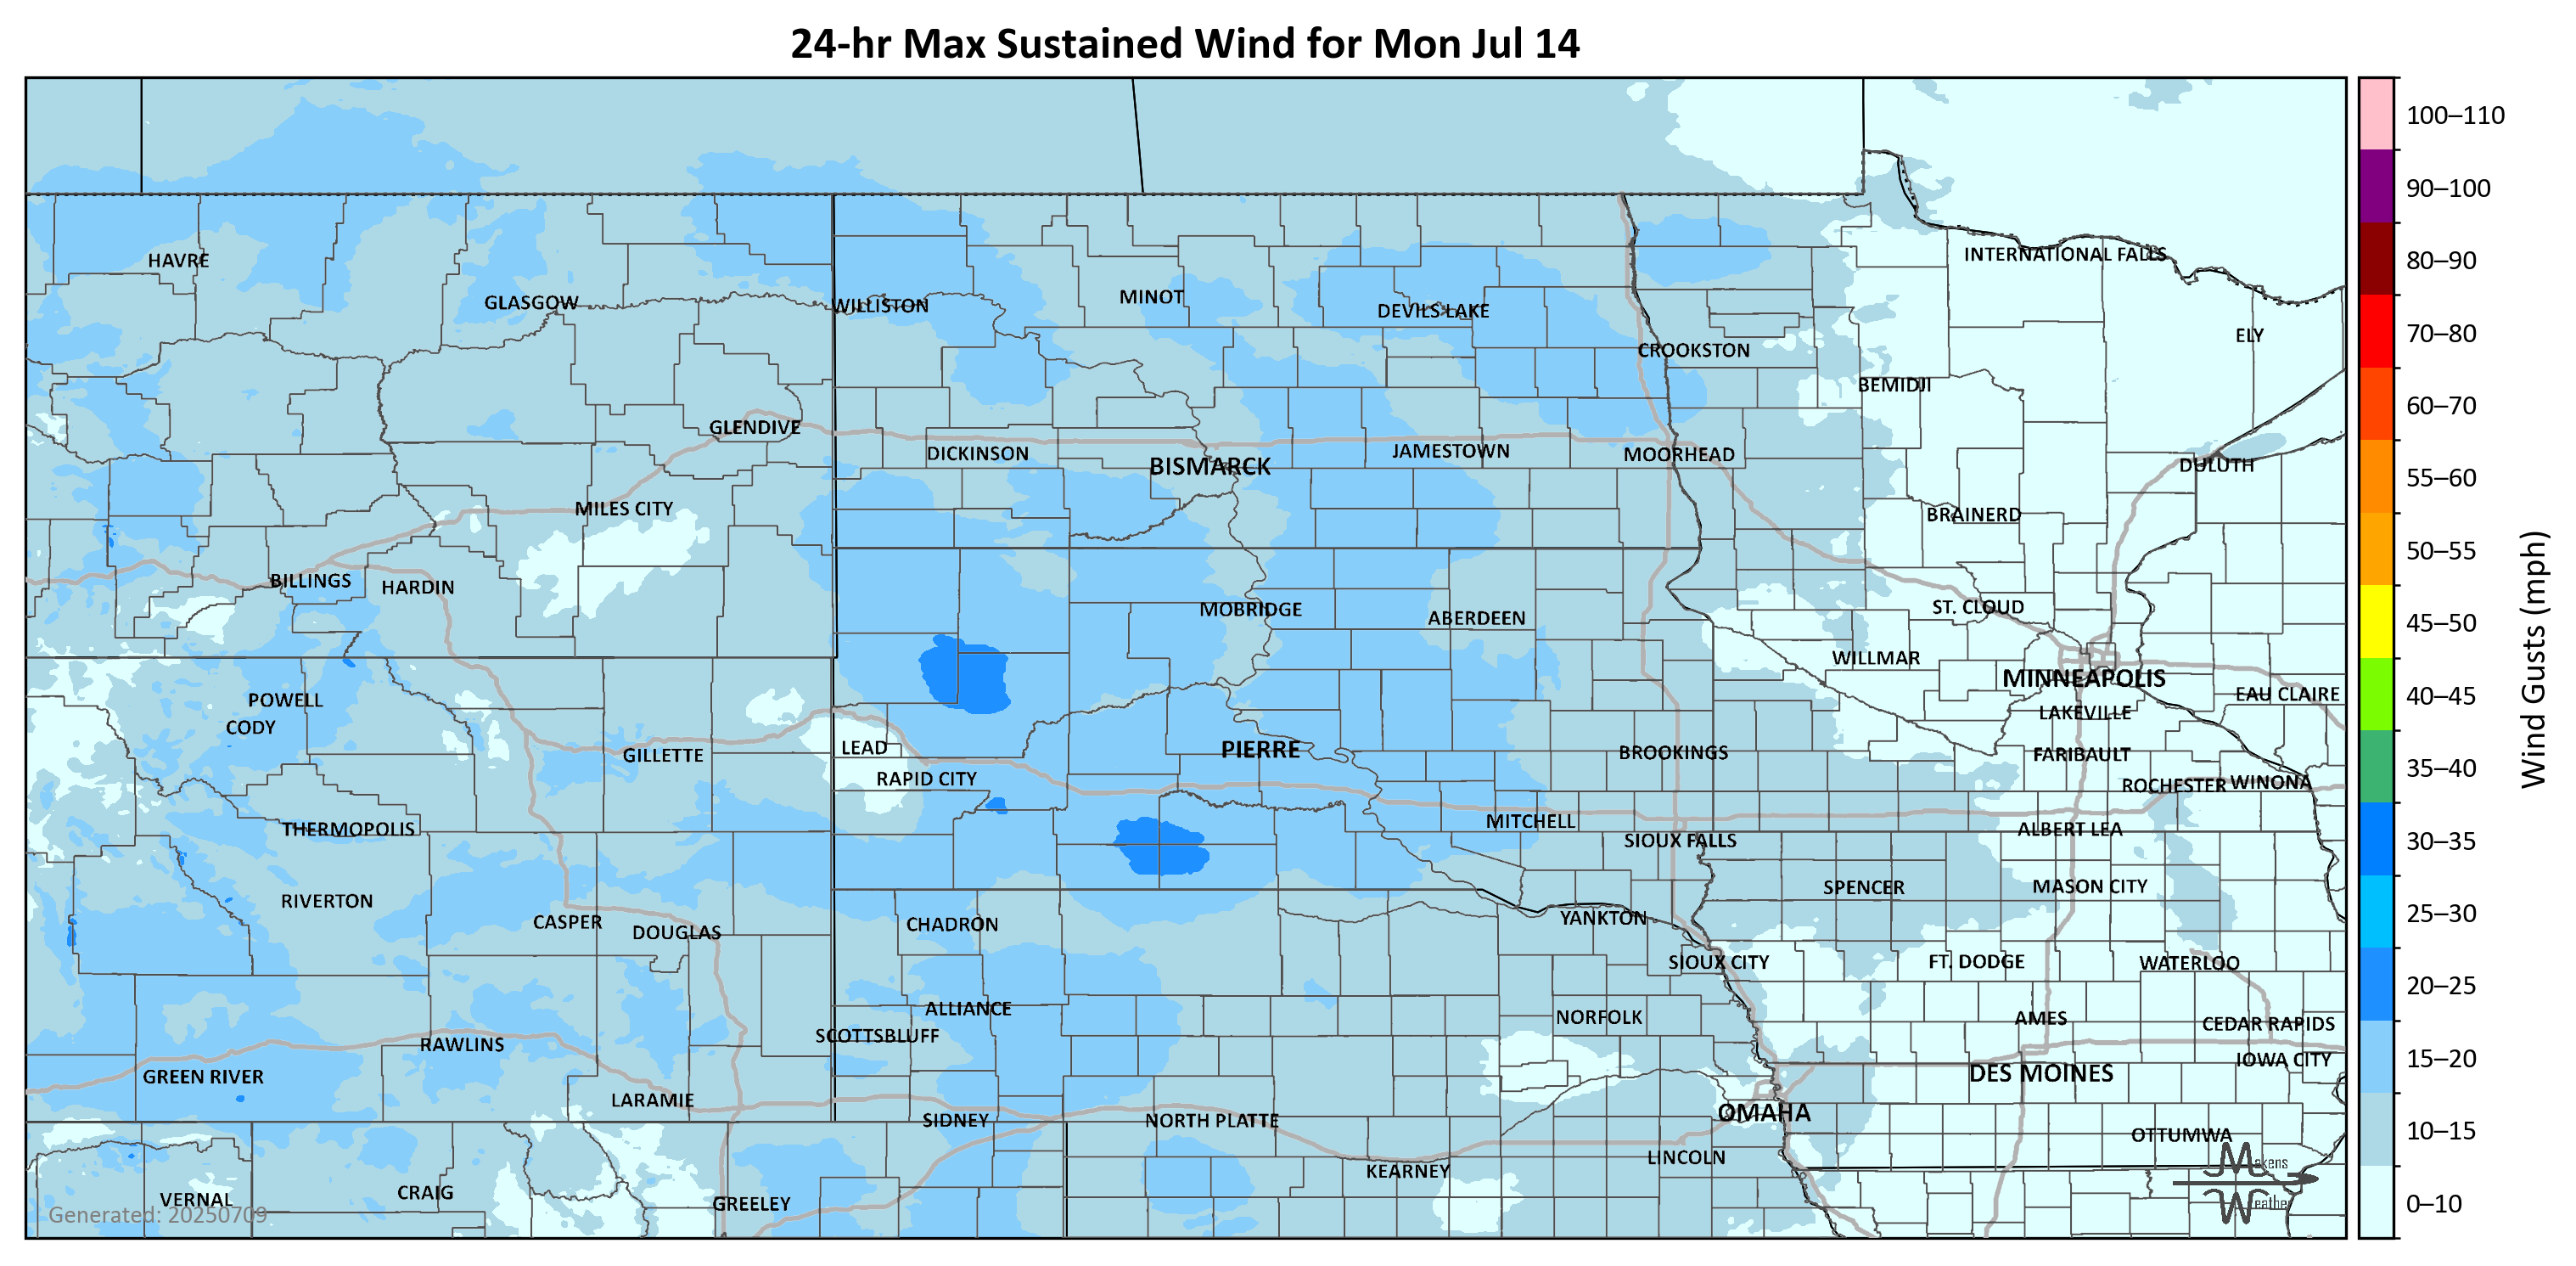 24-hr Max Sustained Wind for Mon Jul 14
100–110
90–100
80–90
70–80
60–70
55–60
50–55
45–50
40–45
35–40
30–35
25–30
20–25
15–20
10–15
0–10
Wind Gusts (mph)
HAVRE
GLASGOW
WILLISTON
MINOT
DEVILS LAKE
INTERNATIONAL FALLS
ELY
CROOKSTON
BEMIDJI
GLENDIVE
DICKINSON
BISMARCK
JAMESTOWN
MOORHEAD
DULUTH
MILES CITY
BRAINERD
BILLINGS
HARDIN
MOBRIDGE
ABERDEEN
ST. CLOUD
WILLMAR
MINNEAPOLIS
EAU CLAIRE
POWELL
CODY
LAKEVILLE
GILLETTE
LEAD
PIERRE
BROOKINGS
FARIBAULT
RAPID CITY
ROCHESTER
WINONA
THERMOPOLIS
MITCHELL
SIOUX FALLS
ALBERT LEA
RIVERTON
SPENCER
MASON CITY
CASPER
DOUGLAS
CHADRON
YANKTON
SIOUX CITY
FT. DODGE
WATERLOO
ALLIANCE
NORFOLK
AMES
CEDAR RAPIDS
RAWLINS
SCOTTSBLUFF
IOWA CITY
GREEN RIVER
DES MOINES
LARAMIE
SIDNEY
NORTH PLATTE
OMAHA
OTTUMWA
KEARNEY
LINCOLN
VERNAL
CRAIG
GREELEY
Makens
Weather
Generated: 20250709